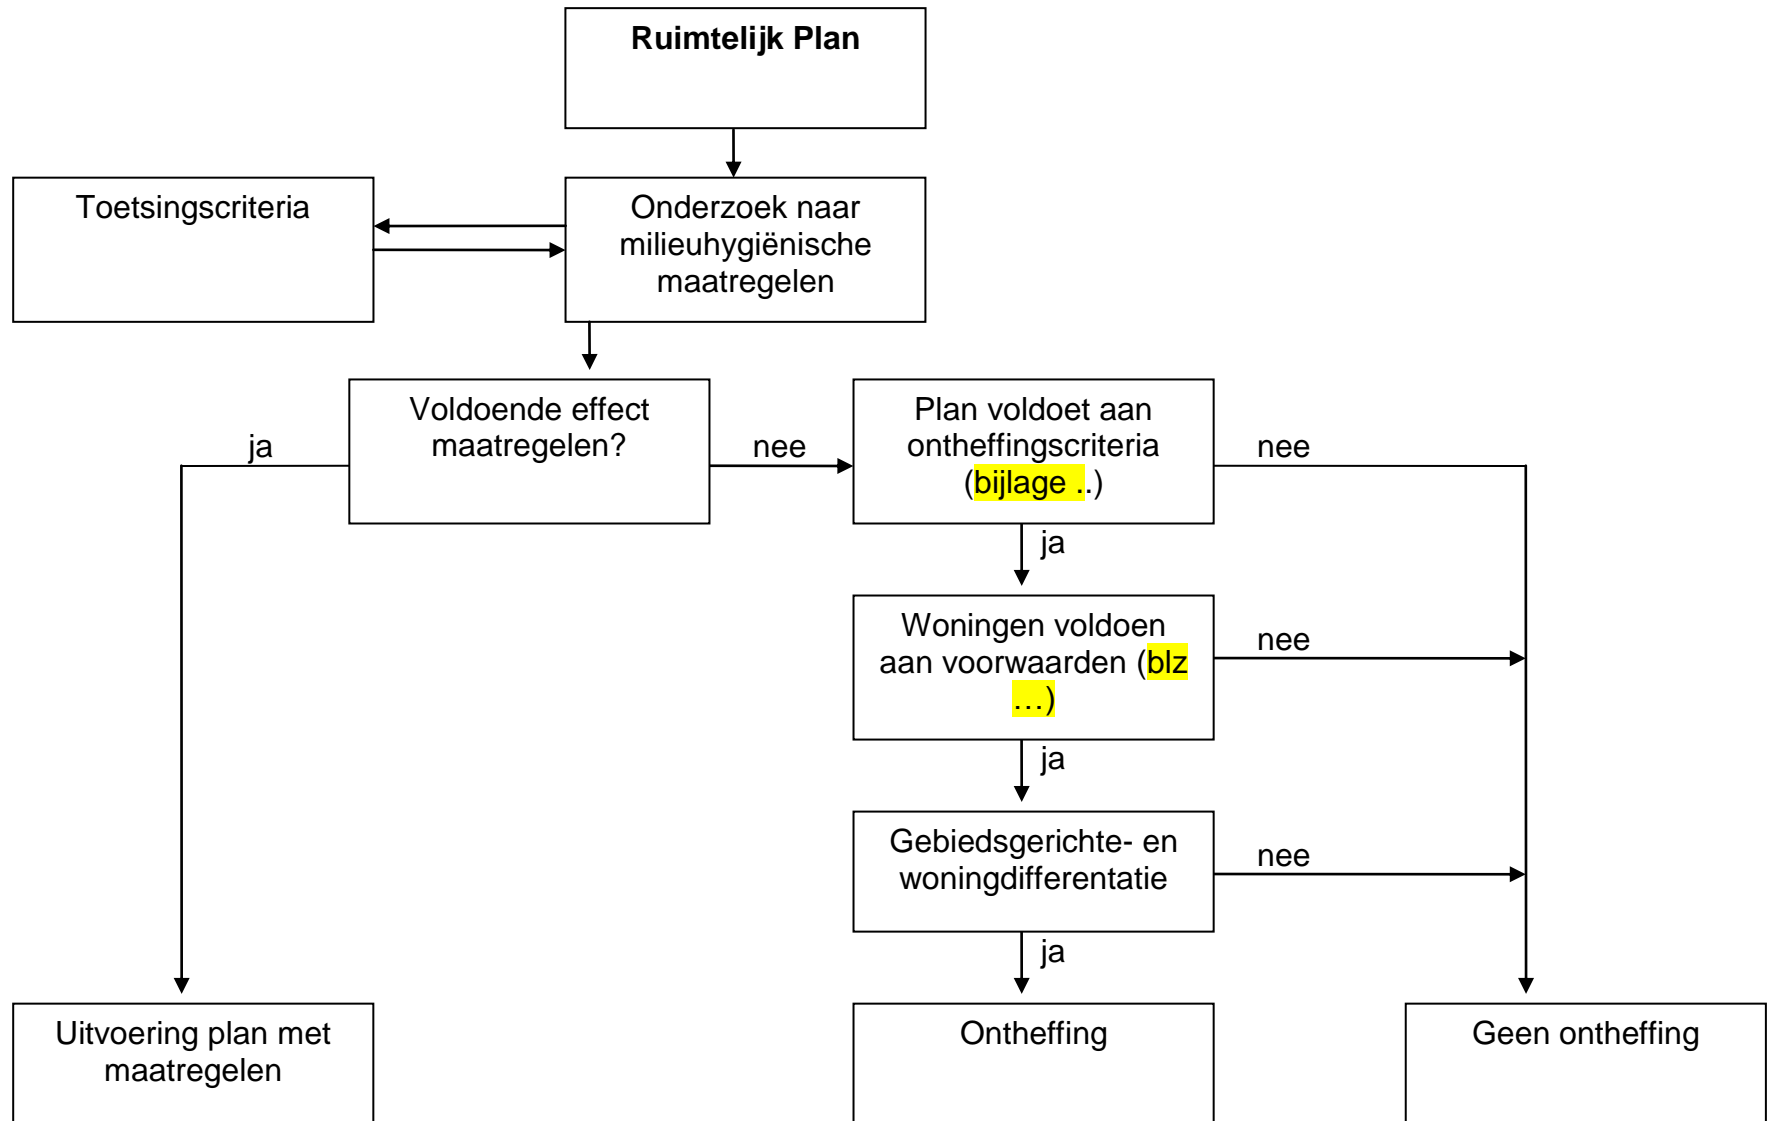 Ruimtelijk Plan
Toetsingscriteria
Onderzoek naar
milieuhygiënische
maatregelen
Voldoende effect
maatregelen?
ja
nee
Plan voldoet aan
ontheffingscriteria
(bijlage ..)
nee
ja
Woningen voldoen
aan voorwaarden (blz
…)
nee
ja
Gebiedsgerichte- en
woningdifferentatie
nee
ja
Uitvoering plan met
maatregelen
Ontheffing
Geen ontheffing